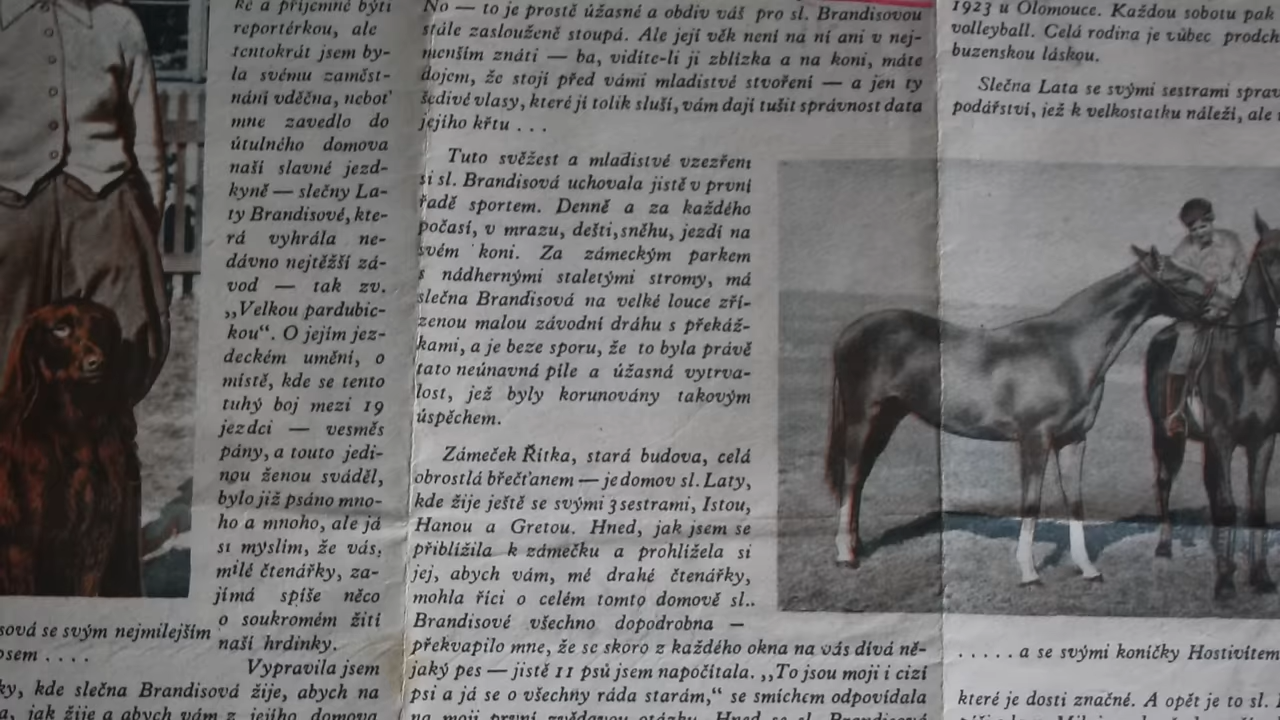 ké a příjemné býti
reportérkou, ale
tentokrát jsem by-
la svému zaměst-
nání vděčna, neboť
mne zavedlo do
útulného domova
naší slavné jezd-
kyně — slečny La-
ty Brandisové, kte-
rá vyhrála ne-
dávno nejtěžší zá-
vod — tak zv.
„Velkou pardubic-
kou“. O jejím jez-
deckém umění, o
místě, kde se tento
tuhý boj mezi 19
jezdci — vesměs
pány, a touto jedi-
nou ženou sváděl,
bylo již psáno mno-
ho a mnoho, ale já
si myslím, že vás,
milé čtenářky, za-
jímá spíše něco
o soukromém žití
naší hrdinky.
Vypravila jsem
ky, kde slečna Brandisová žije, abych na
a, jak žije a abych vám z jejího domova
sová se svým nejmilejším
psem . . . .
No — to je prostě úžasné a obdiv váš pro sl. Brandisovou
stále zaslouženě stoupá. Ale její věk není na ní ani v nej-
menším znáti — ba, vidíte-li ji zblízka a na koni, máte
dojem, že stojí před vámi mladistvé stvoření — a jen ty
šedivé vlasy, které jí tolik sluší, vám dají tušit správnost data
jejího křtu . . .
Tuto svěžest a mladistvé vzezření
si sl. Brandisová uchovala jistě v první
řadě sportem. Denně a za každého
počasí, v mrazu, dešti, sněhu, jezdí na
svém koni. Za zámeckým parkem
s nádhernými staletými stromy, má
slečna Brandisová na velké louce zří-
zenou malou závodní dráhu s překáž-
kami, a je beze sporu, že to byla právě
tato neúnavná píle a úžasná vytrva-
lost, jež byly korunovány takovým
úspěchem.
Zámeček Řitka, stará budova, celá
obrostlá břečťanem — je domov sl. Laty,
kde žije ještě se svými 3 sestrami, Istou,
Hanou a Gretou. Hned, jak jsem se
přiblížila k zámečku a prohlížela si
jej, abych vám, mé drahé čtenářky,
mohla říci o celém tomto domově sl..
Brandisové všechno dopodrobna —
překvapilo mne, že se skoro z každého okna na vás dívá ně-
jaký pes — jistě 11 psů jsem napočítala. „To jsou moji i cizí
psi a já se o všechny ráda starám,“ se smíchem odpovídala
na moji první zvědavou otázku. Hned se sl. Brandisová
1923 u Olomouce. Každou sobotu pak
volleyball. Celá rodina je vůbec prodch
buzenskou láskou.
Slečna Lata se svými sestrami sprav
podářství, jež k velkostatku náleží, ale
. . . . . a se svými koníčky Hostivítem
které je dosti značné. A opět je to sl.